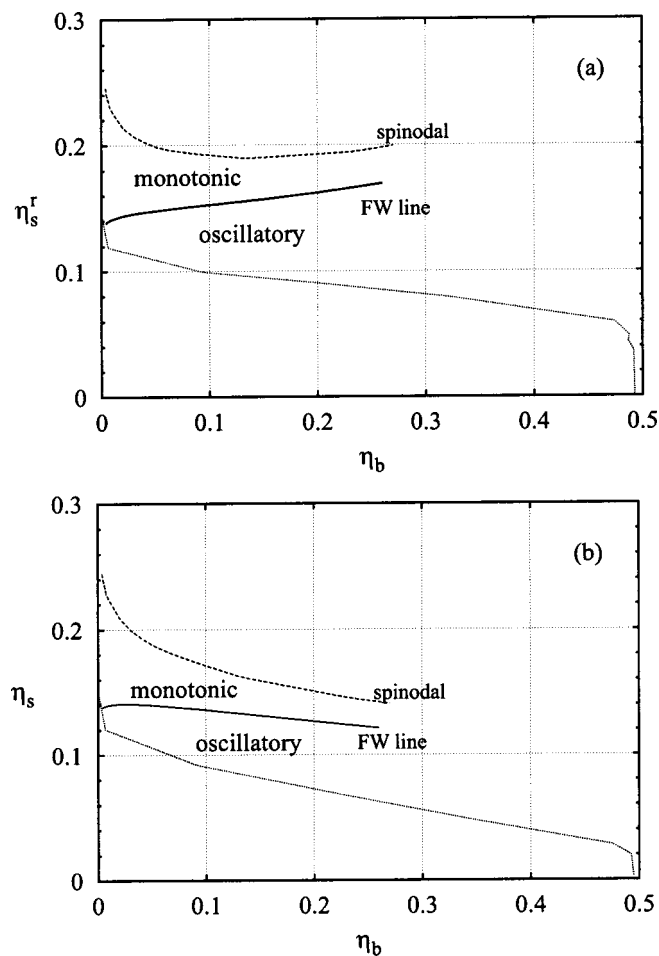 0.3
(a)
spinodal
0.2
monotonic
η_s^r
FW line
oscillatory
0.1
0
0 0.1 0.2 0.3 0.4 0.5
η_b
0.3
(b)
0.2
monotonic
spinodal
η_s
oscillatory
FW line
0.1
0
0 0.1 0.2 0.3 0.4 0.5
η_b